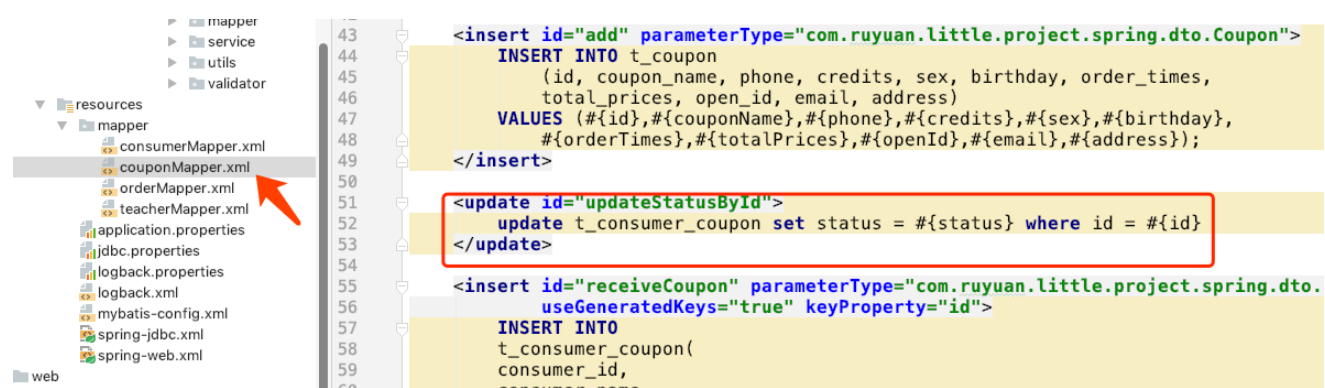 mapper
service
utils
validator
resources
mapper
consumerMapper.xml
couponMapper.xml
orderMapper.xml
teacherMapper.xml
application.properties
jdbc.properties
logback.properties
logback.xml
mybatis-config.xml
spring-jdbc.xml
spring-web.xml
web
43 <insert id="add" parameterType="com.ruyuan.little.project.spring.dto.Coupon">
44 INSERT INTO t_coupon
45 (id, coupon_name, phone, credits, sex, birthday, order_times,
46 total_prices, open_id, email, address)
47 VALUES (#{id},#{couponName},#{phone},#{credits},#{sex},#{birthday},
48 #{orderTimes},#{totalPrices},#{openId},#{email},#{address});
49 </insert>
50
51 <update id="updateStatusById">
52 update t_consumer_coupon set status = #{status} where id = #{id}
53 </update>
54
55 <insert id="receiveCoupon" parameterType="com.ruyuan.little.project.spring.dto.
56 useGeneratedKeys="true" keyProperty="id">
57 INSERT INTO
58 t_consumer_coupon(
59 consumer_id,